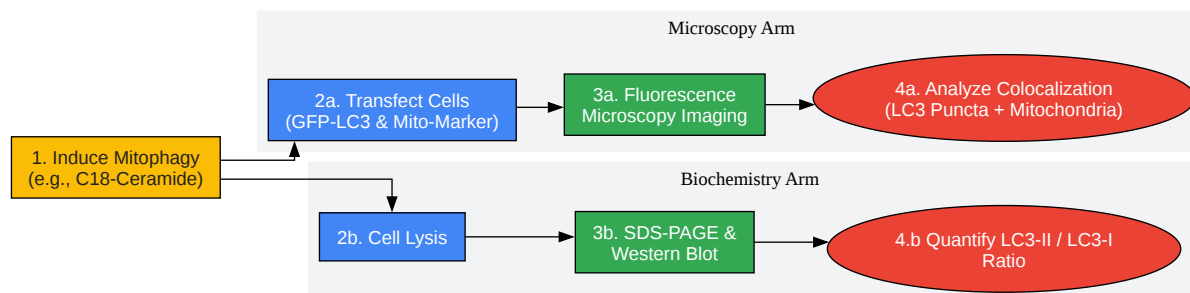 Microscopy Arm
2a. Transfect Cells
(GFP-LC3 & Mito-Marker)
3a. Fluorescence
Microscopy Imaging
4a. Analyze Colocalization
(LC3 Puncta + Mitochondria)
1. Induce Mitophagy
(e.g., C18-Ceramide)
Biochemistry Arm
2b. Cell Lysis
3b. SDS-PAGE &
Western Blot
4.b Quantify LC3-II / LC3-I
Ratio